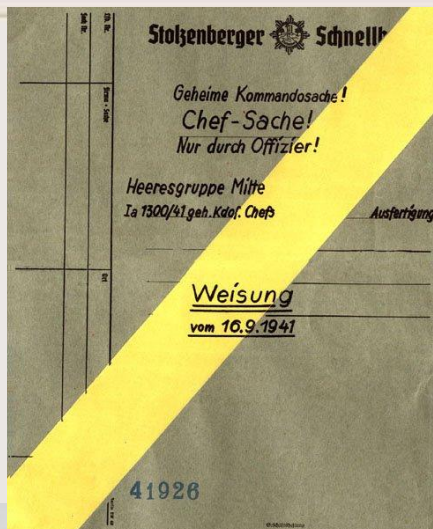 Stolzenberger Schnellh
Geheime Kommandosache!
Chef-Sache!
Nur durch Offizier!
Heeresgruppe Mitte
Ia 1300/41 geh. Kdos. Chefs
Ausfertigung
Weisung
vom 16.9.1941
41926